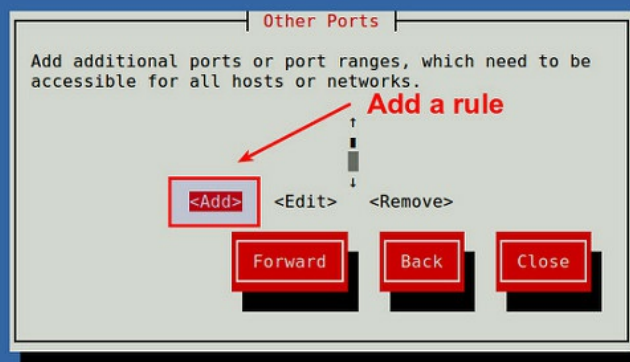 Other Ports
Add additional ports or port ranges, which need to be
accessible for all hosts or networks.
Add a rule
↑
↓
<Add> <Edit> <Remove>
Forward Back Close